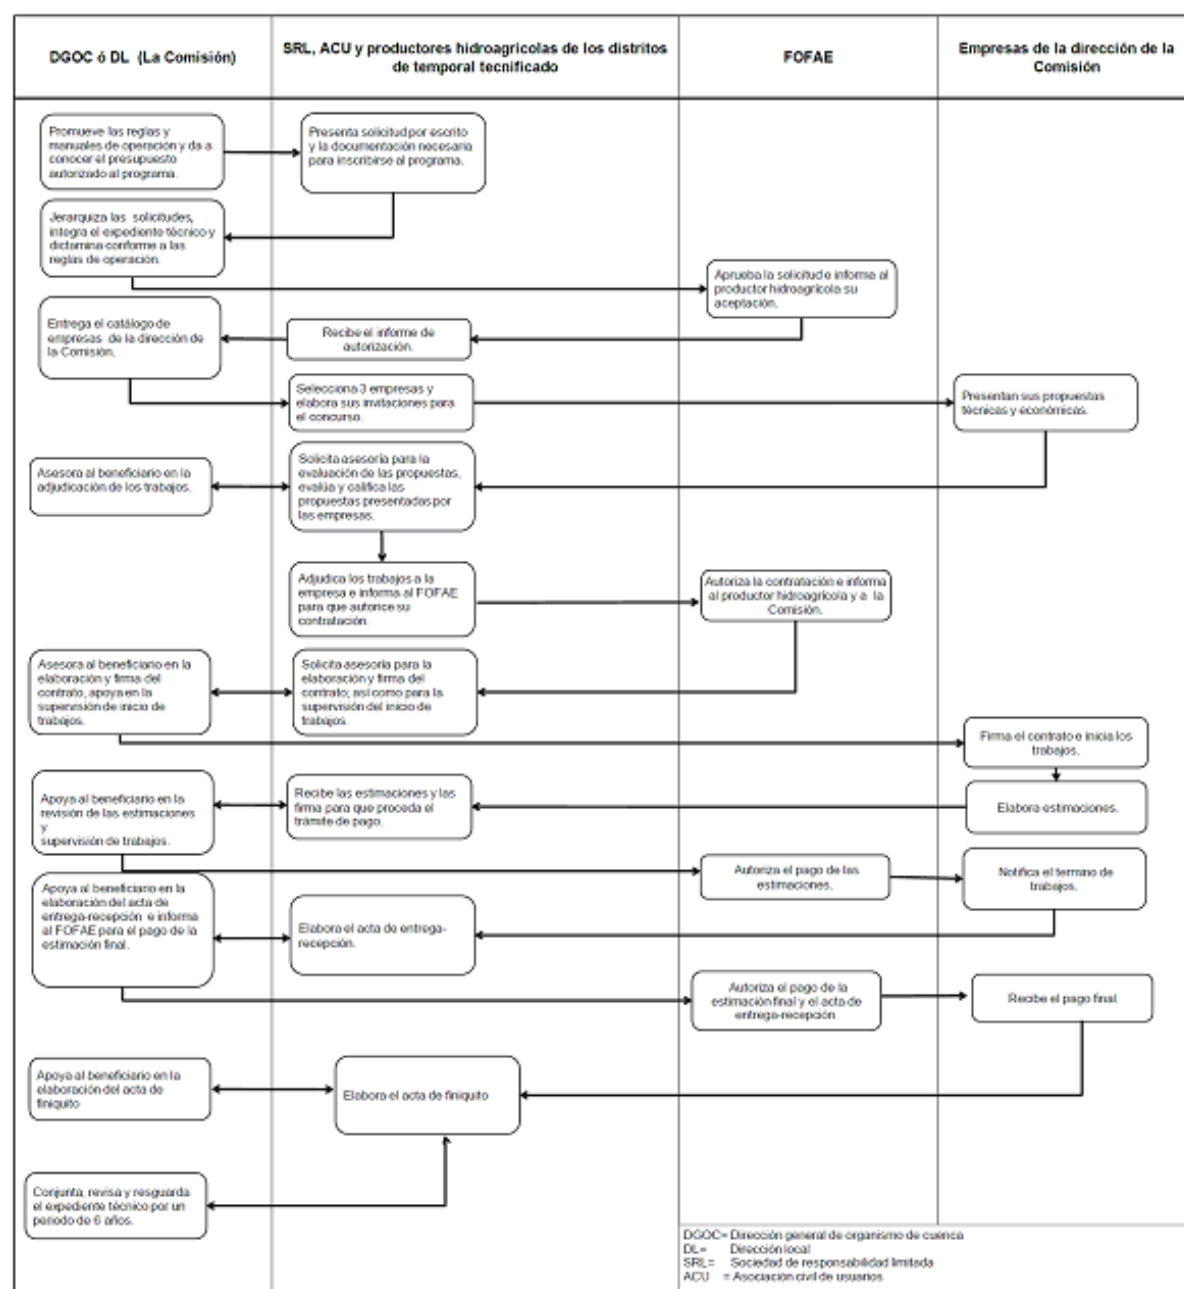 DGOC ó DL (La Comisión)
SRL, ACU y productores hidroagrícolas de los distritos
de temporal tecnificado
FOFAE
Empresas de la dirección de la
Comisión
Promueve las reglas y
manuales de operación y da a
conocer el presupuesto
autorizado al programa.
Presenta solicitud por escrito
y la documentación necesaria
para inscribirse al programa.
Jerarquiza las solicitudes,
integra el expediente técnico y
dictamina conforme a las
reglas de operación.
Aprueba la solicitud e informa al
productor hidroagrícola su
aceptación.
Entrega el catálogo de
empresas de la dirección de
la Comisión.
Recibe el informe de
autorización.
Selecciona 3 empresas y
elabora sus invitaciones para
el concurso.
Presentan sus propuestas
técnicas y económicas.
Asesora al beneficiario en la
adjudicación de los trabajos.
Solicita asesoría para la
evaluación de las propuestas,
evalúa y califica las
propuestas presentadas por
las empresas.
Adjudica los trabajos a la
empresa e informa al FOFAE
para que autorice su
contratación.
Autoriza la contratación e informa
al productor hidroagrícola y a la
Comisión.
Asesora al beneficiario en la
elaboración y firma del
contrato, apoya en la
supervisión de inicio de
trabajos.
Solicita asesoría para la
elaboración y firma del
contrato; así como para la
supervisión del inicio de
trabajos.
Firma el contrato e inicia los
trabajos.
Apoya al beneficiario en la
revisión de las estimaciones
y
supervisión de trabajos.
Recibe las estimaciones y las
firma para que proceda el
trámite de pago.
Elabora estimaciones.
Autoriza el pago de las
estimaciones.
Notifica el termino de
trabajos.
Apoya al beneficiario en la
elaboración del acta de
entrega-recepción e informa
al FOFAE para el pago de la
estimación final.
Elabora el acta de entrega-
recepción.
Autoriza el pago de la
estimación final y el acta de
entrega-recepción.
Recibe el pago final.
Apoya al beneficiario en la
elaboración del acta de
finiquito
Elabora el acta de finiquito
Conjunta, revisa y resguarda
el expediente técnico por un
periodo de 6 años.
DGOC= Dirección general de organismo de cuenca
DL= Dirección local
SRL= Sociedad de responsabilidad limitada
ACU = Asociación civil de usuarios